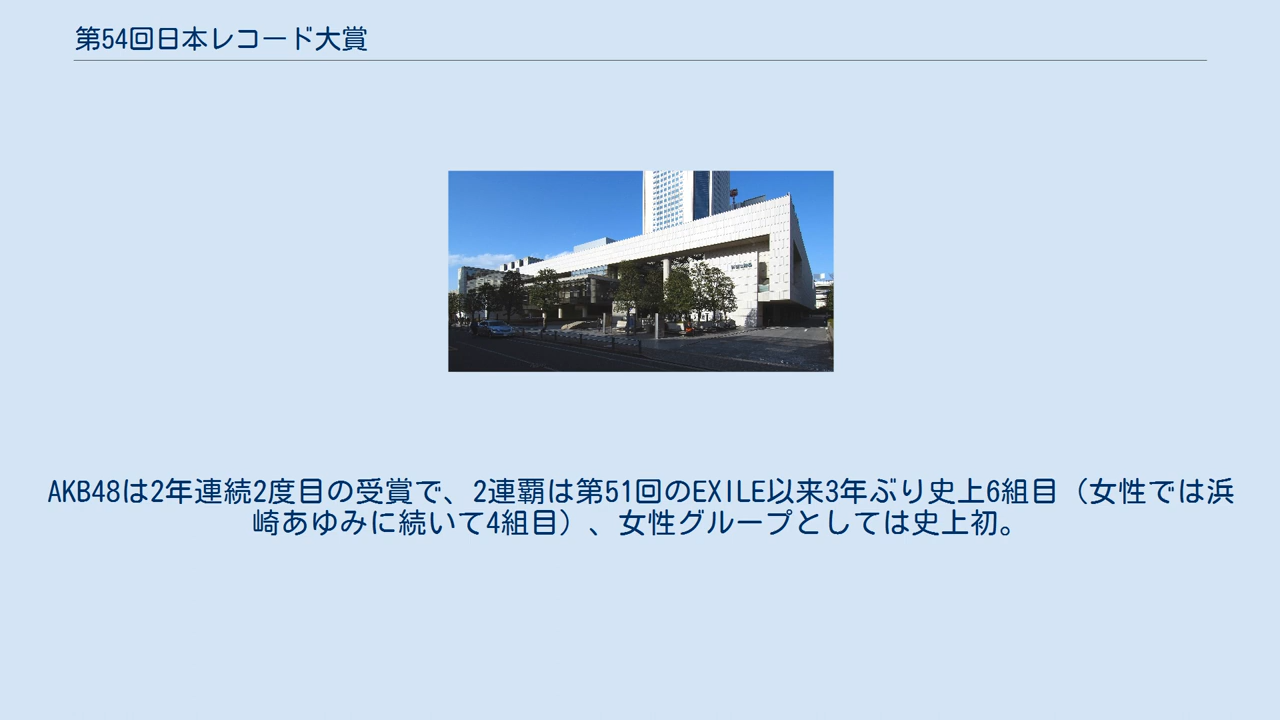 第54回日本レコード大賞
AKB48は2年連続2度目の受賞で、2連覇は第51回のEXILE以来3年ぶり史上6組目（女性では浜
崎あゆみに続いて4組目）、女性グループとしては史上初。